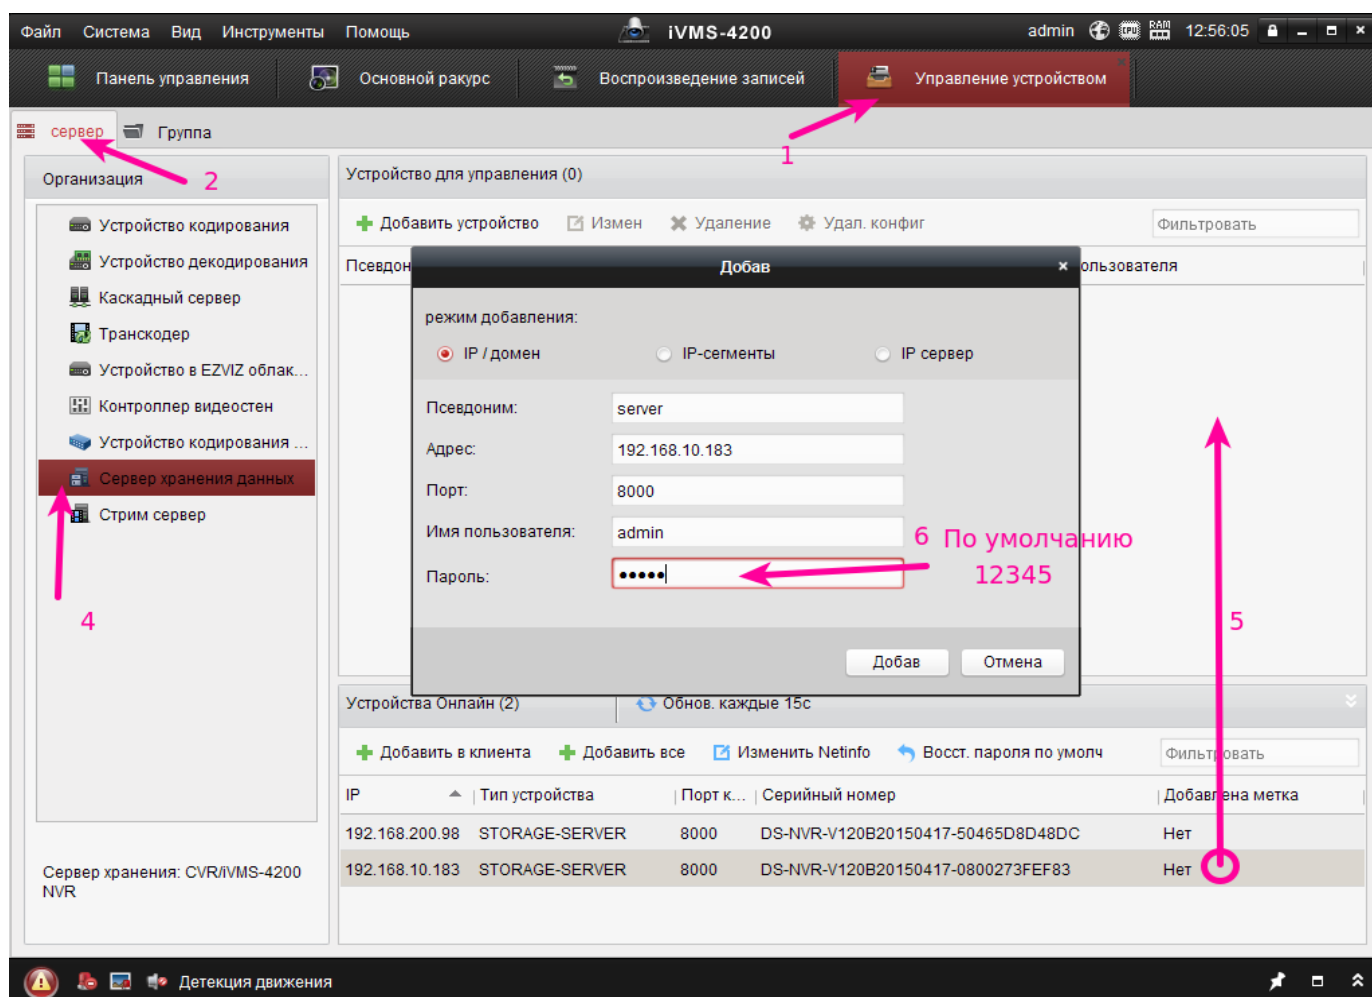 Файл Система Вид Инструменты Помощь iVMS-4200 admin CPU RAM 12:56:05
Панель управления Основной ракурс Воспроизведение записей Управление устройством
сервер Группа
1
2
Организация
Устройство для управления (0)
Устройство кодирования
Устройство декодирования
Каскадный сервер
Транскодер
Устройство в EZVIZ облак...
Контроллер видеостен
Устройство кодирования ...
Сервер хранения данных
Стрим сервер
4
Сервер хранения: CVR/iVMS-4200
NVR
Добавить устройство Измен Удаление Удал. конфиг Фильтровать
Псевдон ользователя
Добав
режим добавления:
IP / домен IP-сегменты IP сервер
Псевдоним: server
Адрес: 192.168.10.183
Порт: 8000
Имя пользователя: admin
Пароль: •••••
6 По умолчанию
12345
Добав Отмена
5
Устройства Онлайн (2) Обнов. каждые 15с
Добавить в клиента Добавить все Изменить Netinfo Восст. пароля по умолч Фильтровать
IP Тип устройства Порт к... Серийный номер Добавлена метка
192.168.200.98 STORAGE-SERVER 8000 DS-NVR-V120B20150417-50465D8D48DC Нет
192.168.10.183 STORAGE-SERVER 8000 DS-NVR-V120B20150417-0800273FEF83 Нет
Детекция движения